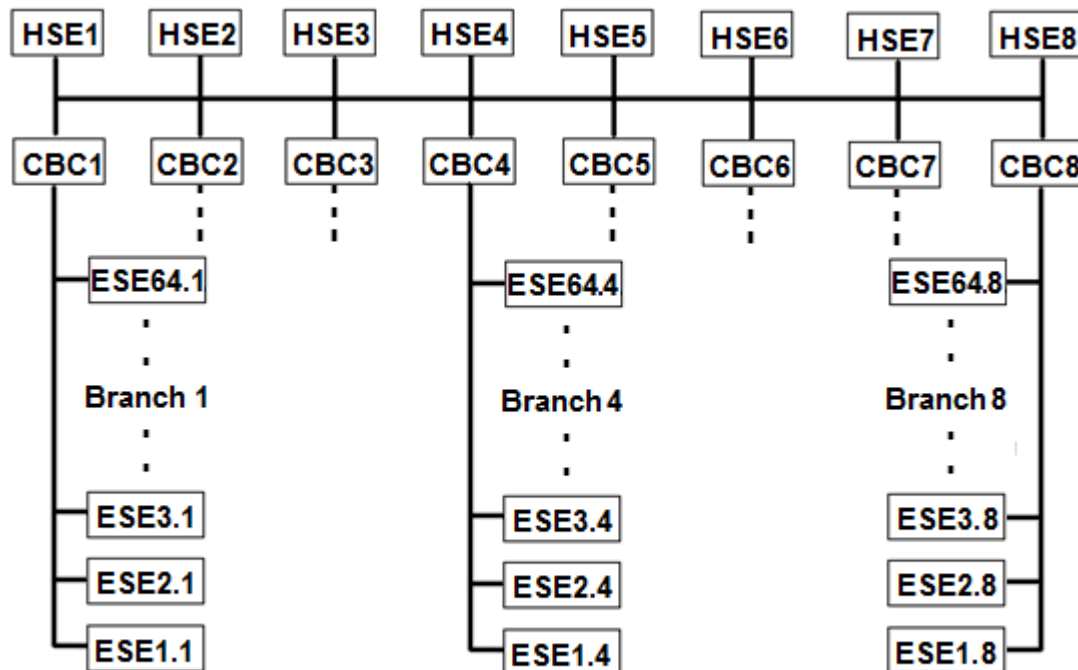 HSE1 HSE2 HSE3 HSE4 HSE5 HSE6 HSE7 HSE8
CBC1 CBC2 CBC3 CBC4 CBC5 CBC6 CBC7 CBC8
ESE64.1 ESE64.4 ESE64.8
Branch 1 Branch 4 Branch 8
ESE3.1 ESE3.4 ESE3.8
ESE2.1 ESE2.4 ESE2.8
ESE1.1 ESE1.4 ESE1.8